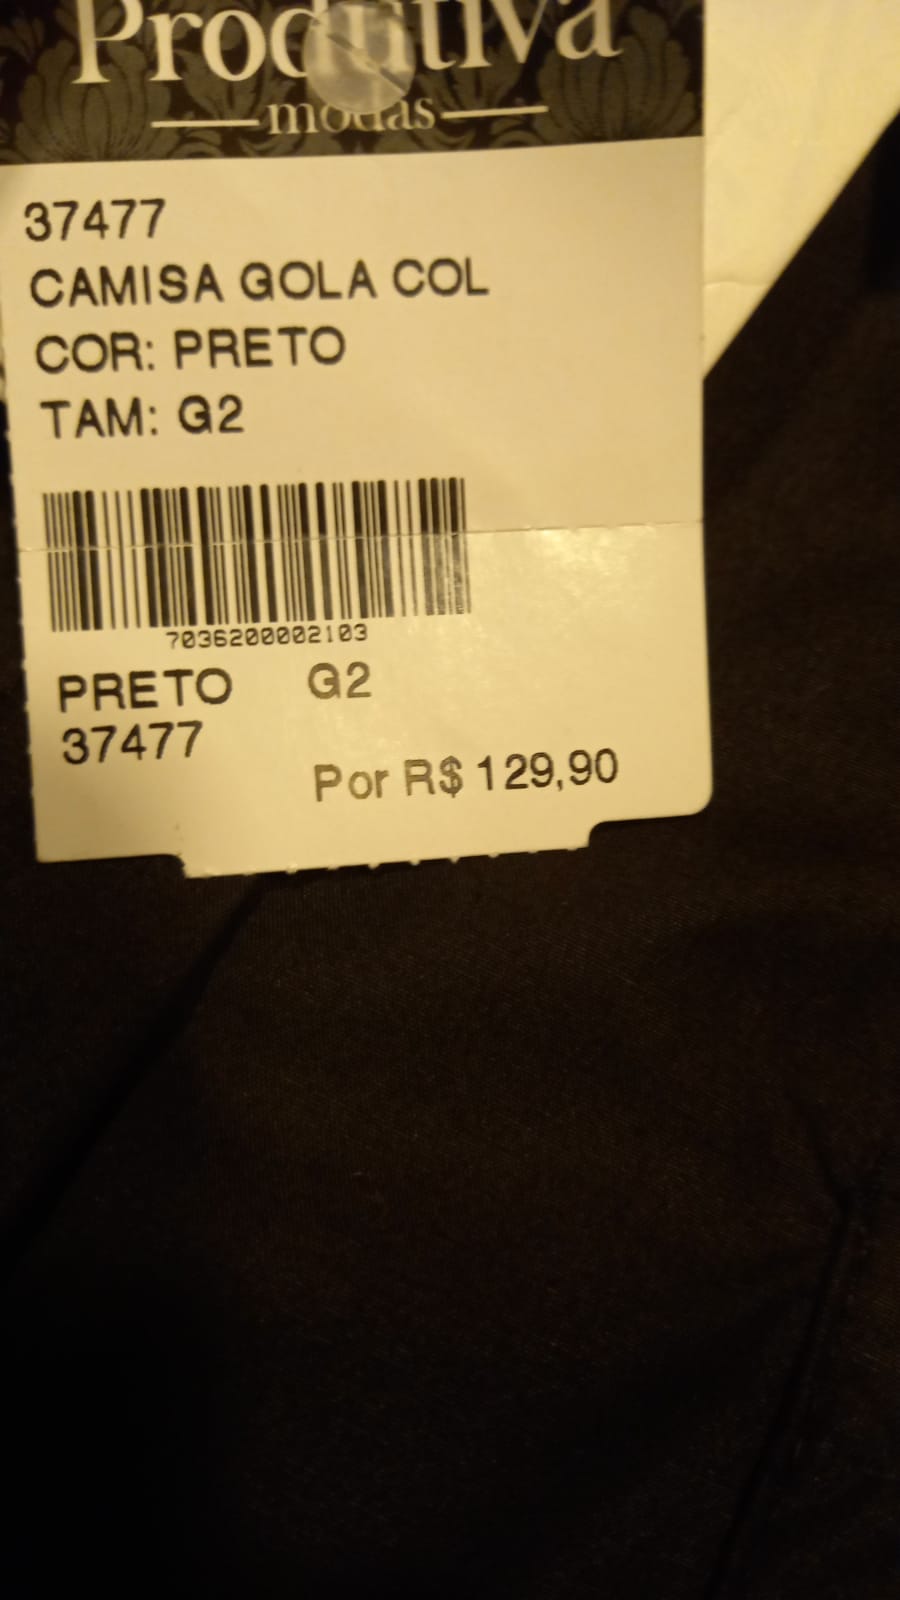 Produtiva
modas
37477
CAMISA GOLA COL
COR: PRETO
TAM: G2
7036200002103
PRETO G2
37477
Por R$ 129,90